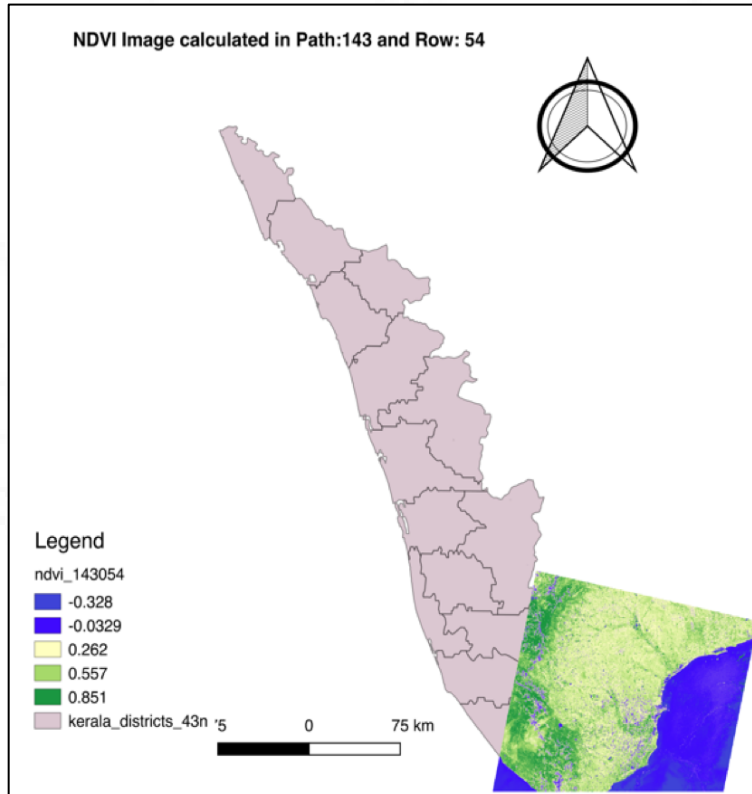 NDVI Image calculated in Path:143 and Row: 54
Legend
ndvi_143054
-0.328
-0.0329
0.262
0.557
0.851
kerala_districts_43n
'5 0 75 km